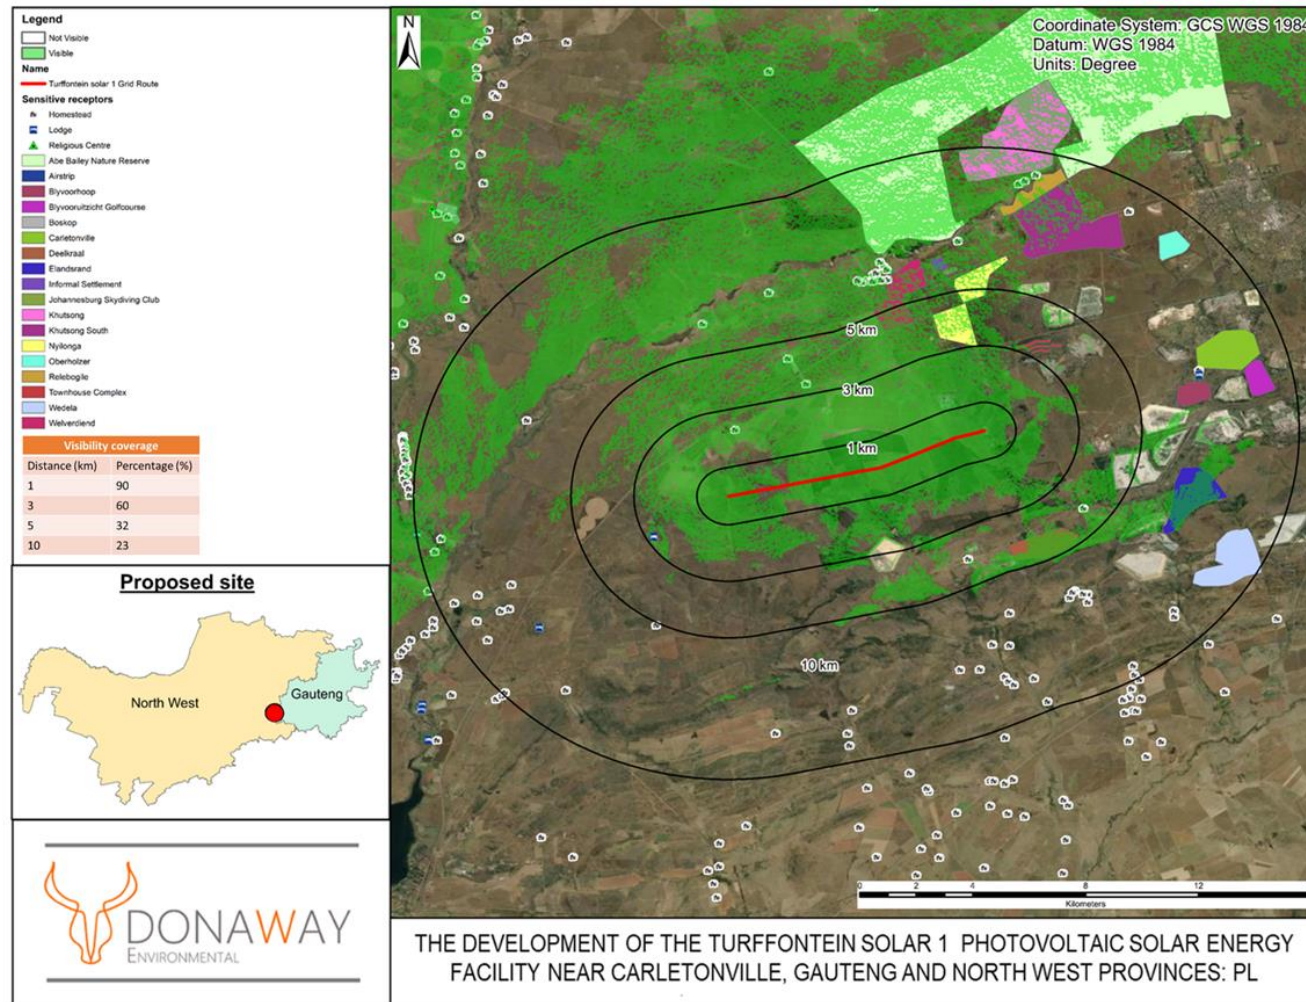 Legend
Not Visible
Visible
Name
Turffontein solar 1 Grid Route
Sensitive receptors
Homestead
Lodge
Religious Centre
Abe Bailey Nature Reserve
Airstrip
Blyvoorhoop
Blyvooruitzicht Golfcourse
Boskop
Carletonville
Deelkraal
Elandsrand
Informal Settlement
Johannesburg Skydiving Club
Khutsong
Khutsong South
Nyilonga
Oberholzer
Relebogile
Townhouse Complex
Wedela
Welverdiend
Visibility coverage
Distance (km) Percentage (%)
1 90
3 60
5 32
10 23
Proposed site
North West
Gauteng
DONAWAY
ENVIRONMENTAL
N
Coordinate System: GCS WGS 1984
Datum: WGS 1984
Units: Degree
5 km
3 km
1 km
10 km
0 2 4 8 12
Kilometers
THE DEVELOPMENT OF THE TURFFONTEIN SOLAR 1 PHOTOVOLTAIC SOLAR ENERGY
FACILITY NEAR CARLETONVILLE, GAUTENG AND NORTH WEST PROVINCES: PL